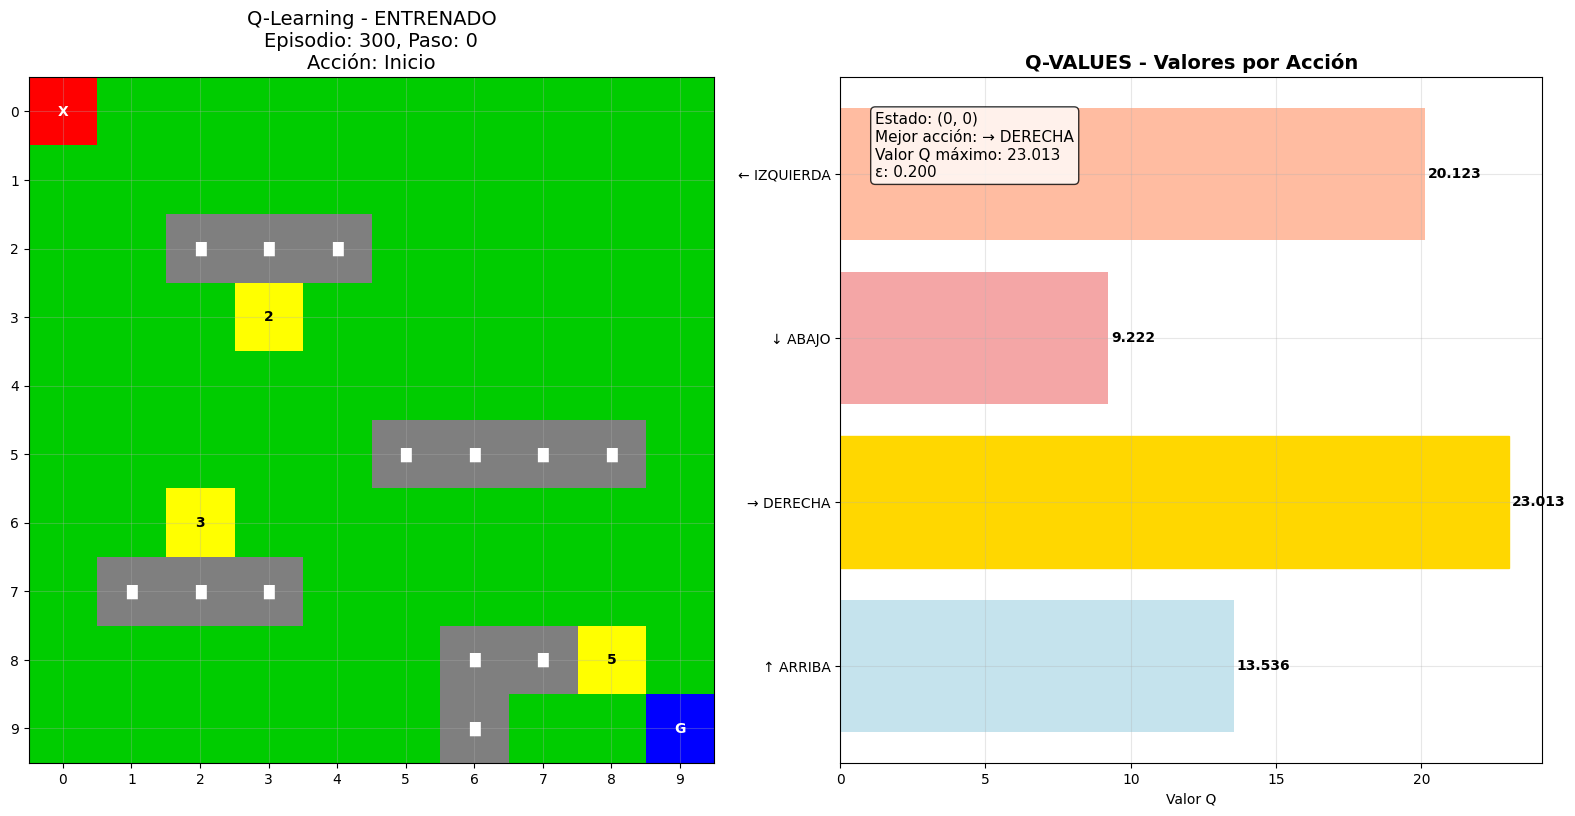 Q-Learning - ENTRENADO
Episodio: 300, Paso: 0
Acción: Inicio
0
X
1
2
3
2
4
5
6
3
7
8
5
9
G
0 1 2 3 4 5 6 7 8 9
Q-VALUES - Valores por Acción
Estado: (0, 0)
Mejor acción: → DERECHA
Valor Q máximo: 23.013
ε: 0.200
← IZQUIERDA
20.123
↓ ABAJO
9.222
→ DERECHA
23.013
↑ ARRIBA
13.536
0 5 10 15 20
Valor Q